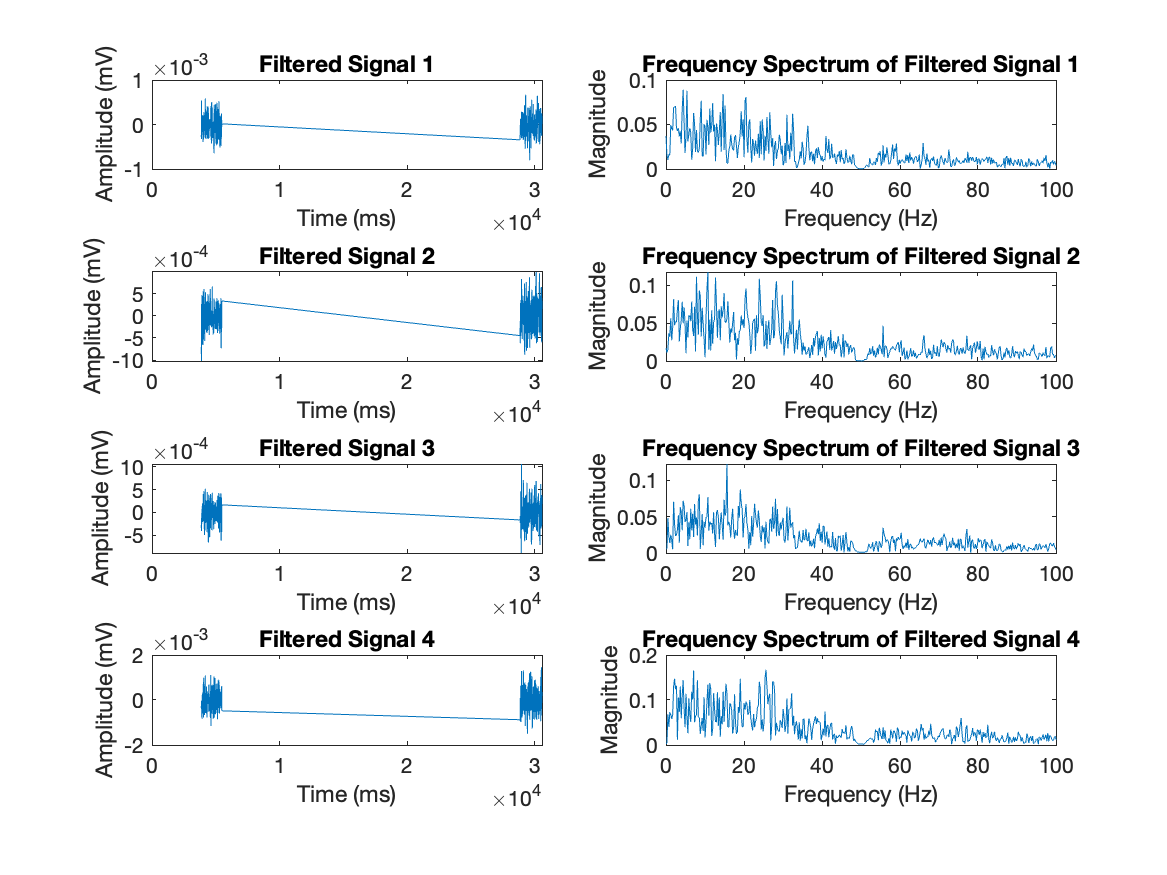 Filtered Signal 1
×10-3
Amplitude (mV)
1
0
-1
0 1 2 3
Time (ms)
×104
Frequency Spectrum of Filtered Signal 1
Magnitude
0.1
0.05
0
0 20 40 60 80 100
Frequency (Hz)
Filtered Signal 2
×10-4
Amplitude (mV)
5
0
-5
-10
0 1 2 3
Time (ms)
×104
Frequency Spectrum of Filtered Signal 2
Magnitude
0.1
0.05
0
0 20 40 60 80 100
Frequency (Hz)
Filtered Signal 3
×10-4
Amplitude (mV)
10
5
0
-5
0 1 2 3
Time (ms)
×104
Frequency Spectrum of Filtered Signal 3
Magnitude
0.1
0.05
0
0 20 40 60 80 100
Frequency (Hz)
Filtered Signal 4
×10-3
Amplitude (mV)
2
0
-2
0 1 2 3
Time (ms)
×104
Frequency Spectrum of Filtered Signal 4
Magnitude
0.2
0.1
0
0 20 40 60 80 100
Frequency (Hz)